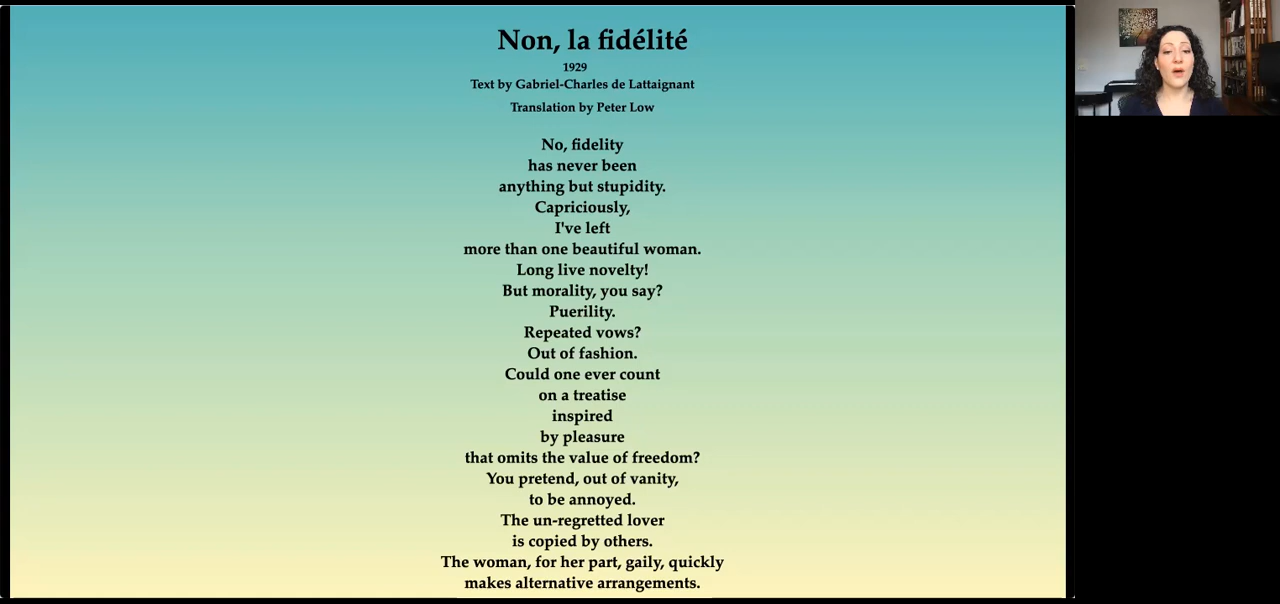 Non, la fidélité
1929
Text by Gabriel-Charles de Lattaignant
Translation by Peter Low
No, fidelity
has never been
anything but stupidity.
Capriciously,
I've left
more than one beautiful woman.
Long live novelty!
But morality, you say?
Puerility.
Repeated vows?
Out of fashion.
Could one ever count
on a treatise
inspired
by pleasure
that omits the value of freedom?
You pretend, out of vanity,
to be annoyed.
The un-regretted lover
is copied by others.
The woman, for her part, gaily, quickly
makes alternative arrangements.